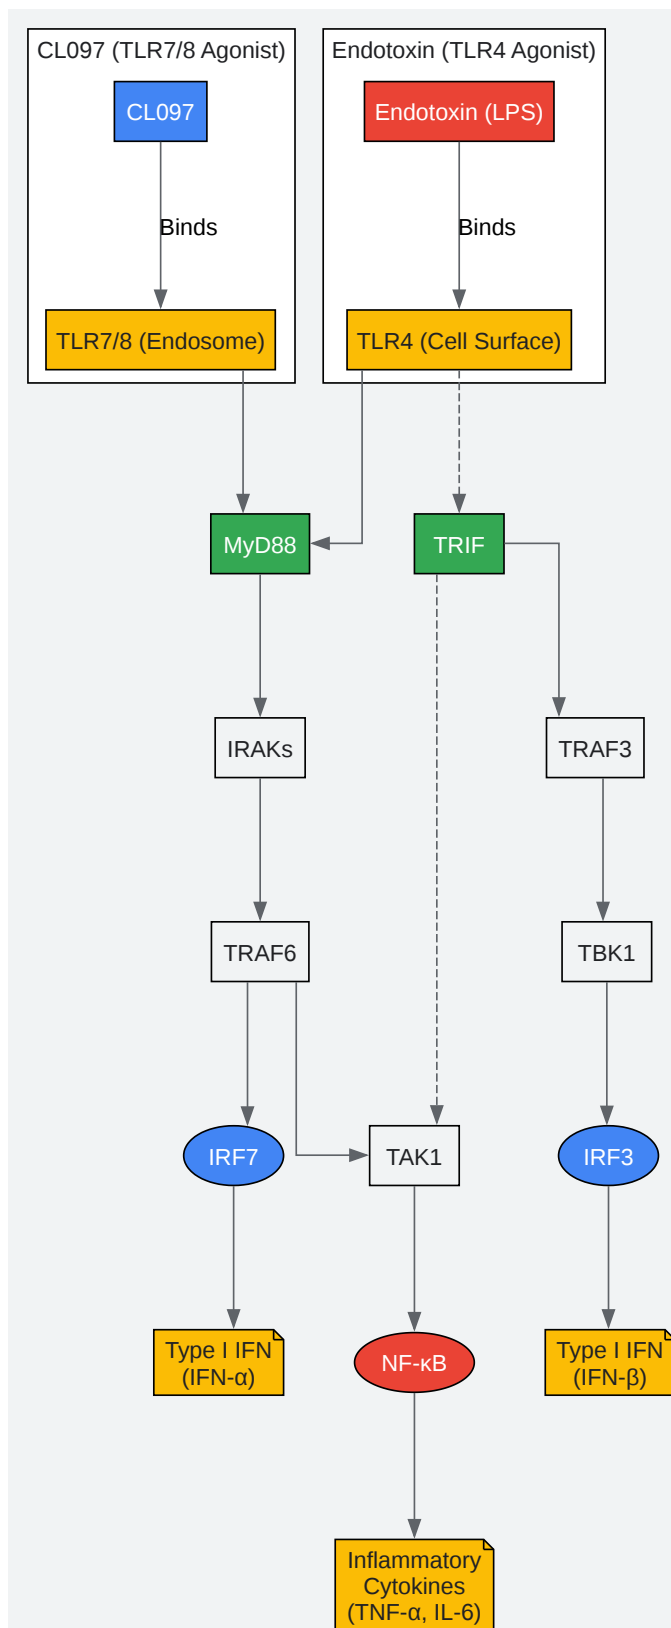 CL097 (TLR7/8 Agonist)
Endotoxin (TLR4 Agonist)
CL097
Endotoxin (LPS)
Binds
Binds
TLR7/8 (Endosome)
TLR4 (Cell Surface)
MyD88
TRIF
IRAKs
TRAF3
TRAF6
TBK1
IRF7
TAK1
IRF3
Type I IFN
(IFN-α)
NF-κB
Type I IFN
(IFN-β)
Inflammatory
Cytokines
(TNF-α, IL-6)